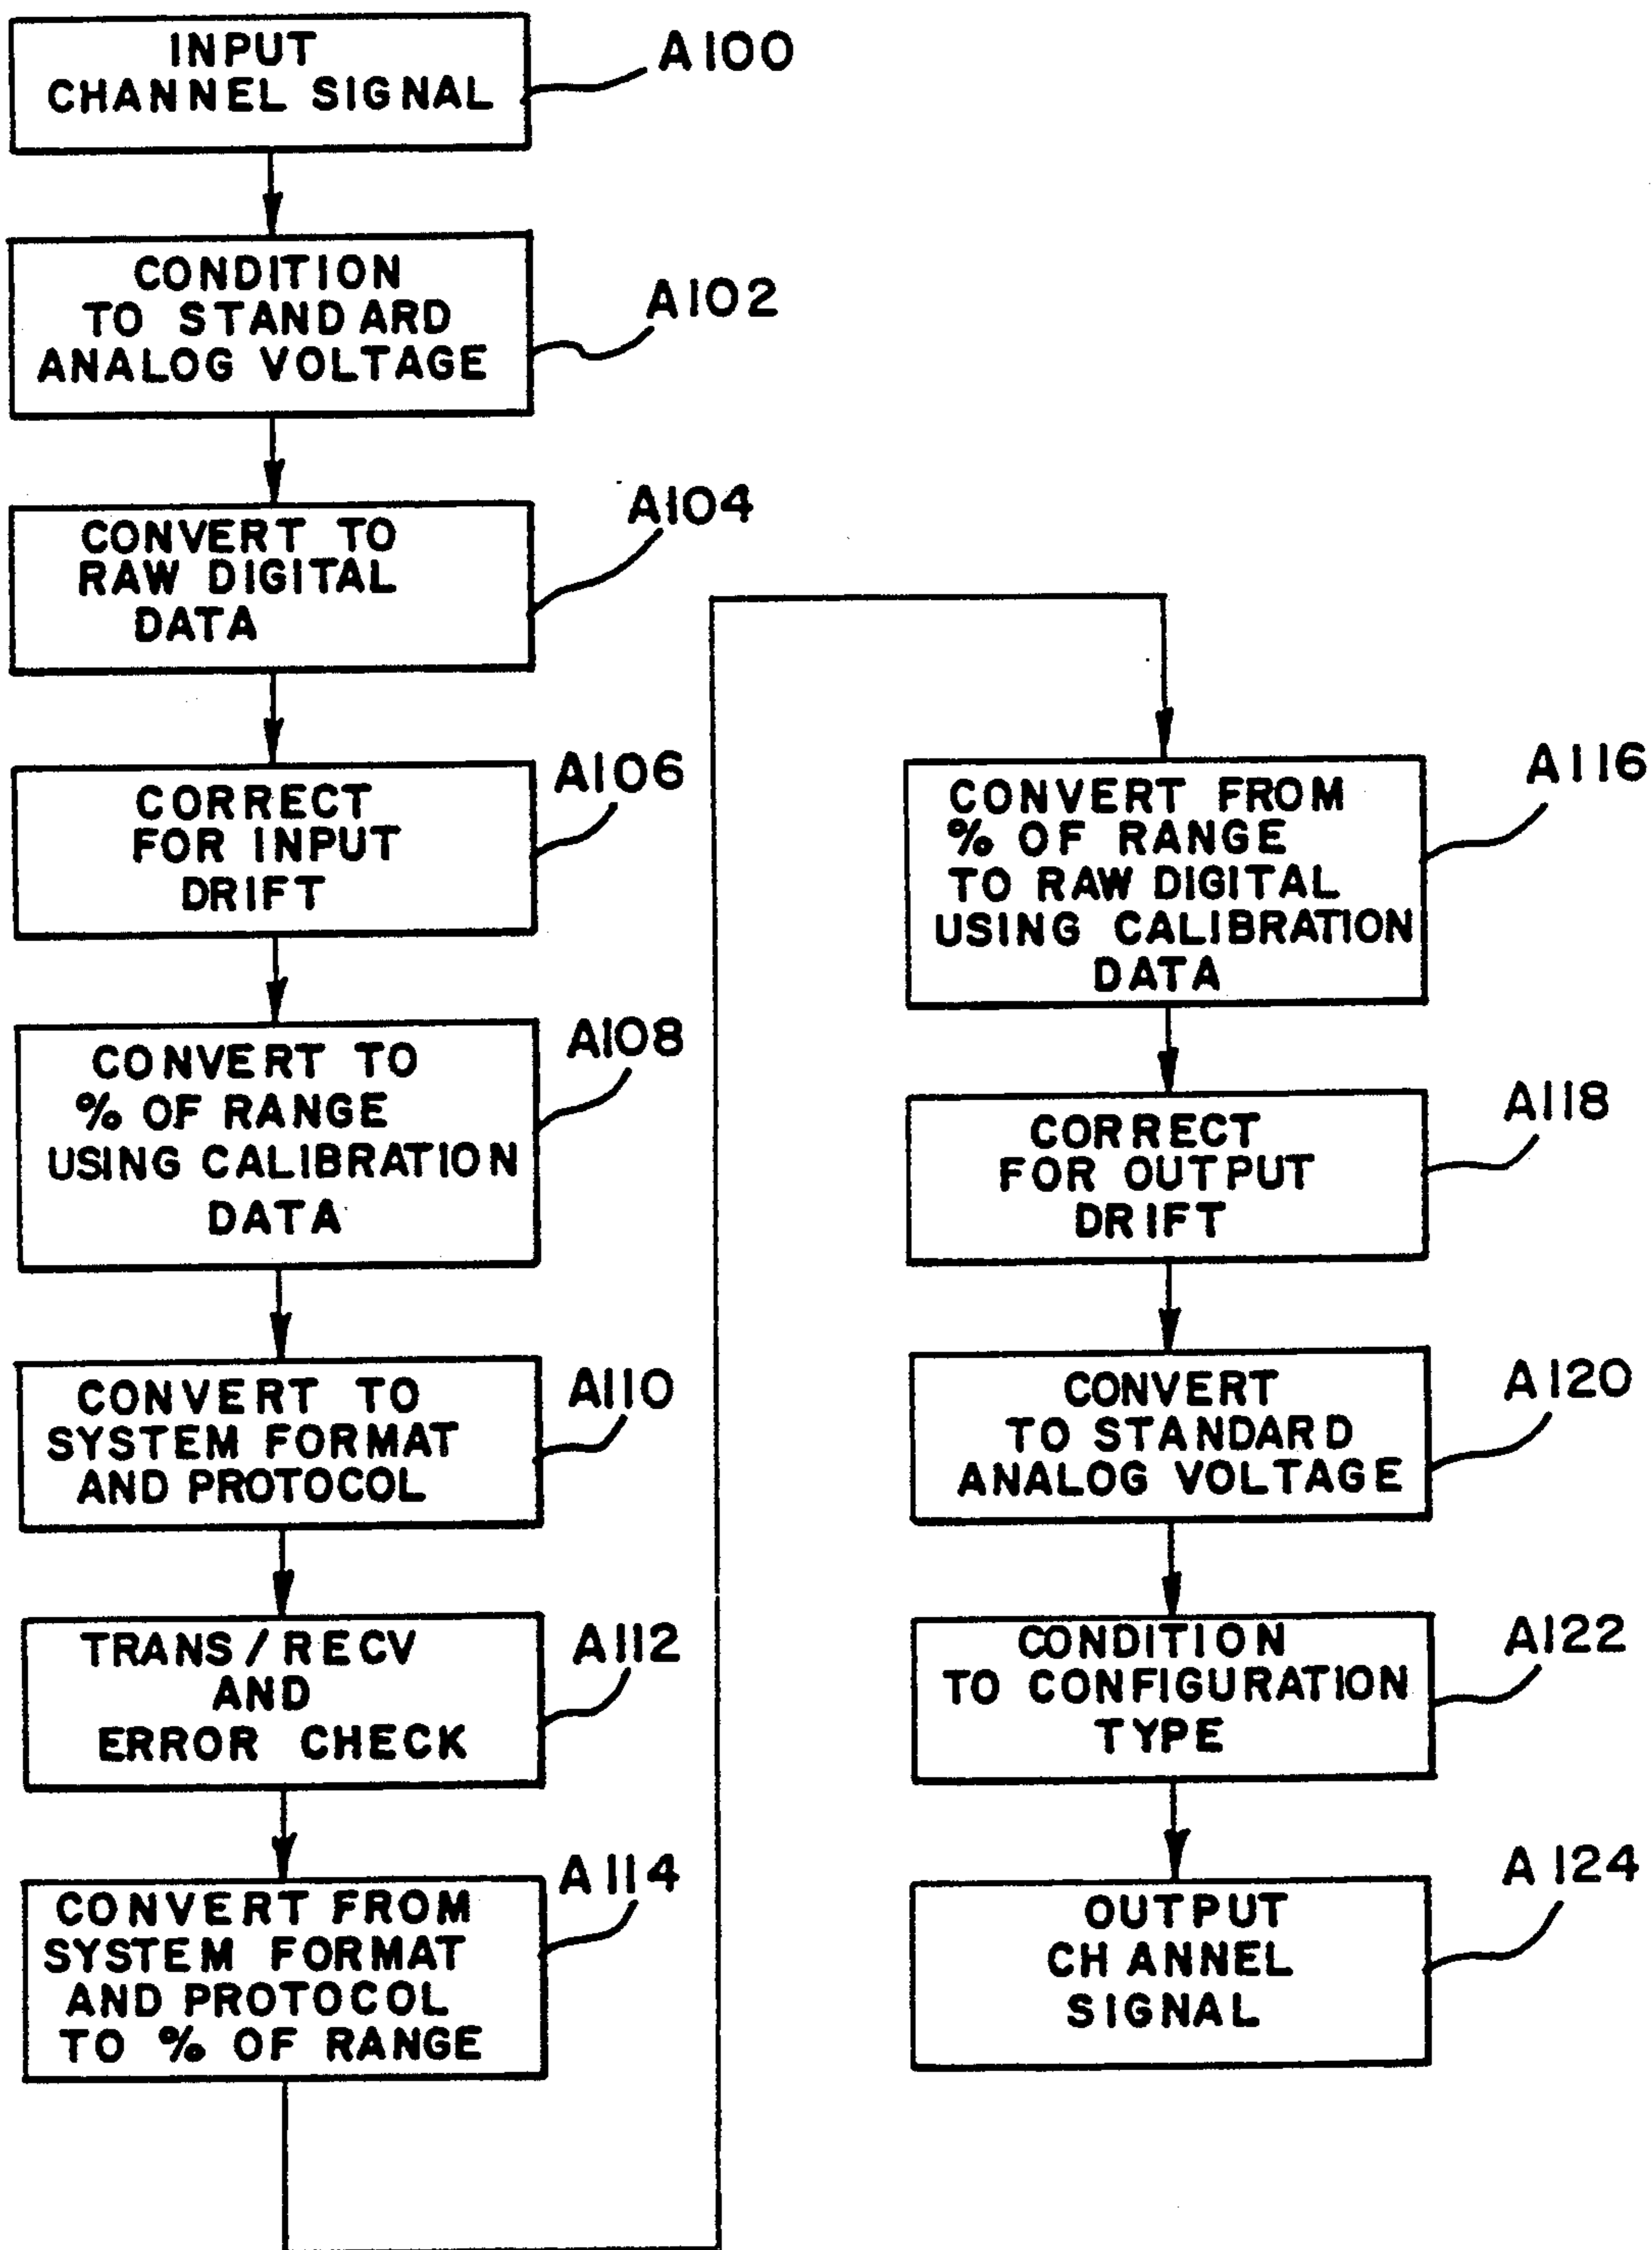 INPUT
CHANNEL SIGNAL
A100
CONDITION
TO STANDARD
ANALOG VOLTAGE
A102
CONVERT TO
RAW DIGITAL
DATA
A104
CORRECT
FOR INPUT
DRIFT
A106
CONVERT TO
% OF RANGE
USING CALIBRATION
DATA
A108
CONVERT TO
SYSTEM FORMAT
AND PROTOCOL
A110
TRANS/RECV
AND
ERROR CHECK
A112
CONVERT FROM
SYSTEM FORMAT
AND PROTOCOL
TO % OF RANGE
A114
CONVERT FROM
% OF RANGE
TO RAW DIGITAL
USING CALIBRATION
DATA
A116
CORRECT
FOR OUTPUT
DRIFT
A118
CONVERT
TO STANDARD
ANALOG VOLTAGE
A120
CONDITION
TO CONFIGURATION
TYPE
A122
OUTPUT
CHANNEL
SIGNAL
A124